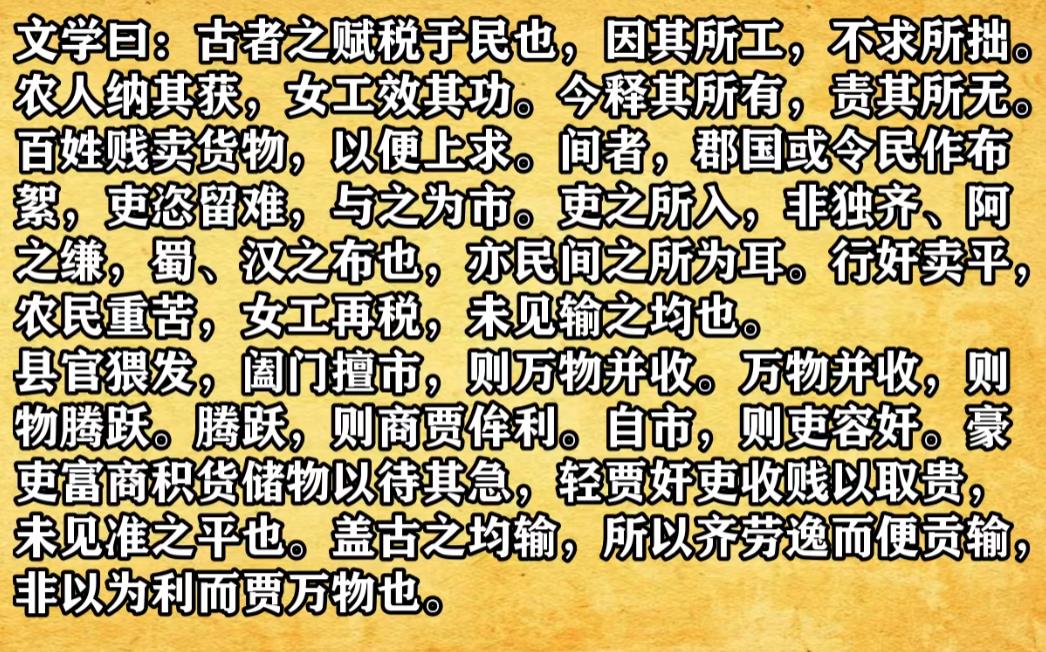 文学曰：古者之赋税于民也，因其所工，不求所拙。
农人纳其获，女工效其功。今释其所有，责其所无。
百姓贱卖货物，以便上求。间者，郡国或令民作布
絮，吏恣留难，与之为市。吏之所入，非独齐、阿
之缣，蜀、汉之布也，亦民间之所为耳。行奸卖平，
农民重苦，女工再税，未见输之均也。
县官猥发，阖门擅市，则万物并收。万物并收，则
物腾跃。腾跃，则商贾侔利。自市，则吏容奸。豪
吏富商积货储物以待其急，轻贾奸吏收贱以取贵，
未见准之平也。盖古之均输，所以齐劳逸而便贡输，
非以为利而贾万物也。